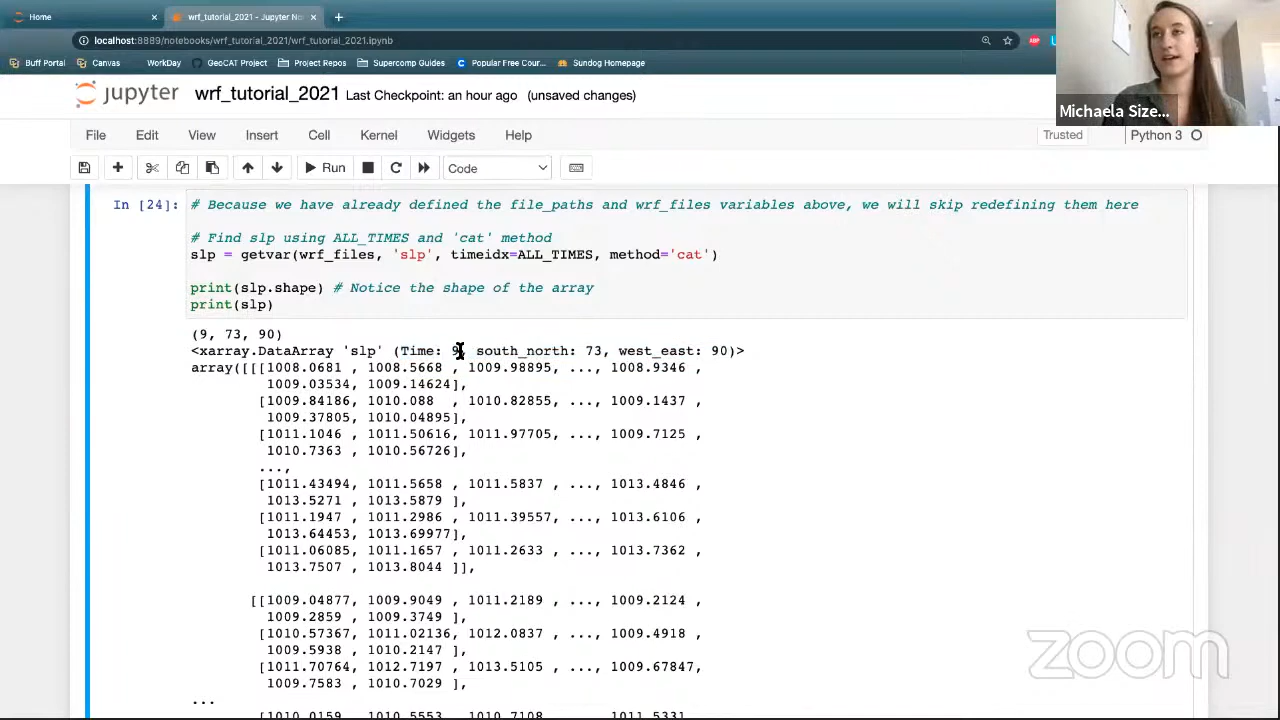 Home
wrf_tutorial_2021 - Jupyter No
localhost:8889/notebooks/wrf_tutorial_2021/wrf_tutorial_2021.ipynb
ABP
Buff Portal Canvas WorkDay GeoCAT Project Project Repos Supercomp Guides Popular Free Cour... Sundog Homepage
jupyter wrf_tutorial_2021 Last Checkpoint: an hour ago (unsaved changes)
Michaela Size...
File Edit View Insert Cell Kernel Widgets Help
Trusted
Python 3
Run
Code
In [24]: # Because we have already defined the file_paths and wrf_files variables above, we will skip redefining them here
# Find slp using ALL_TIMES and 'cat' method
slp = getvar(wrf_files, 'slp', timeidx=ALL_TIMES, method='cat')
print(slp.shape) # Notice the shape of the array
print(slp)
(9, 73, 90)
<xarray.DataArray 'slp' (Time: 9, south_north: 73, west_east: 90)>
array([[[1008.0681 , 1008.5668 , 1009.98895, ..., 1008.9346 ,
1009.03534, 1009.14624],
[1009.84186, 1010.088  , 1010.82855, ..., 1009.1437 ,
1009.37805, 1010.04895],
[1011.1046 , 1011.50616, 1011.97705, ..., 1009.7125 ,
1010.7363 , 1010.56726],
...,
[1011.43494, 1011.5658 , 1011.5837 , ..., 1013.4846 ,
1013.5271 , 1013.5879 ],
[1011.1947 , 1011.2986 , 1011.39557, ..., 1013.6106 ,
1013.64453, 1013.69977],
[1011.06085, 1011.1657 , 1011.2633 , ..., 1013.7362 ,
1013.7507 , 1013.8044 ]],
[[1009.04877, 1009.9049 , 1011.2189 , ..., 1009.2124 ,
1009.2859 , 1009.3749 ],
[1010.57367, 1011.02136, 1012.0837 , ..., 1009.4918 ,
1009.5938 , 1010.2147 ],
[1011.70764, 1012.7197 , 1013.5105 , ..., 1009.67847,
1009.7583 , 1010.7029 ],
...
[1010.0159 , 1010.5553 , 1010.7108 , ..., 1011.5331
zoom